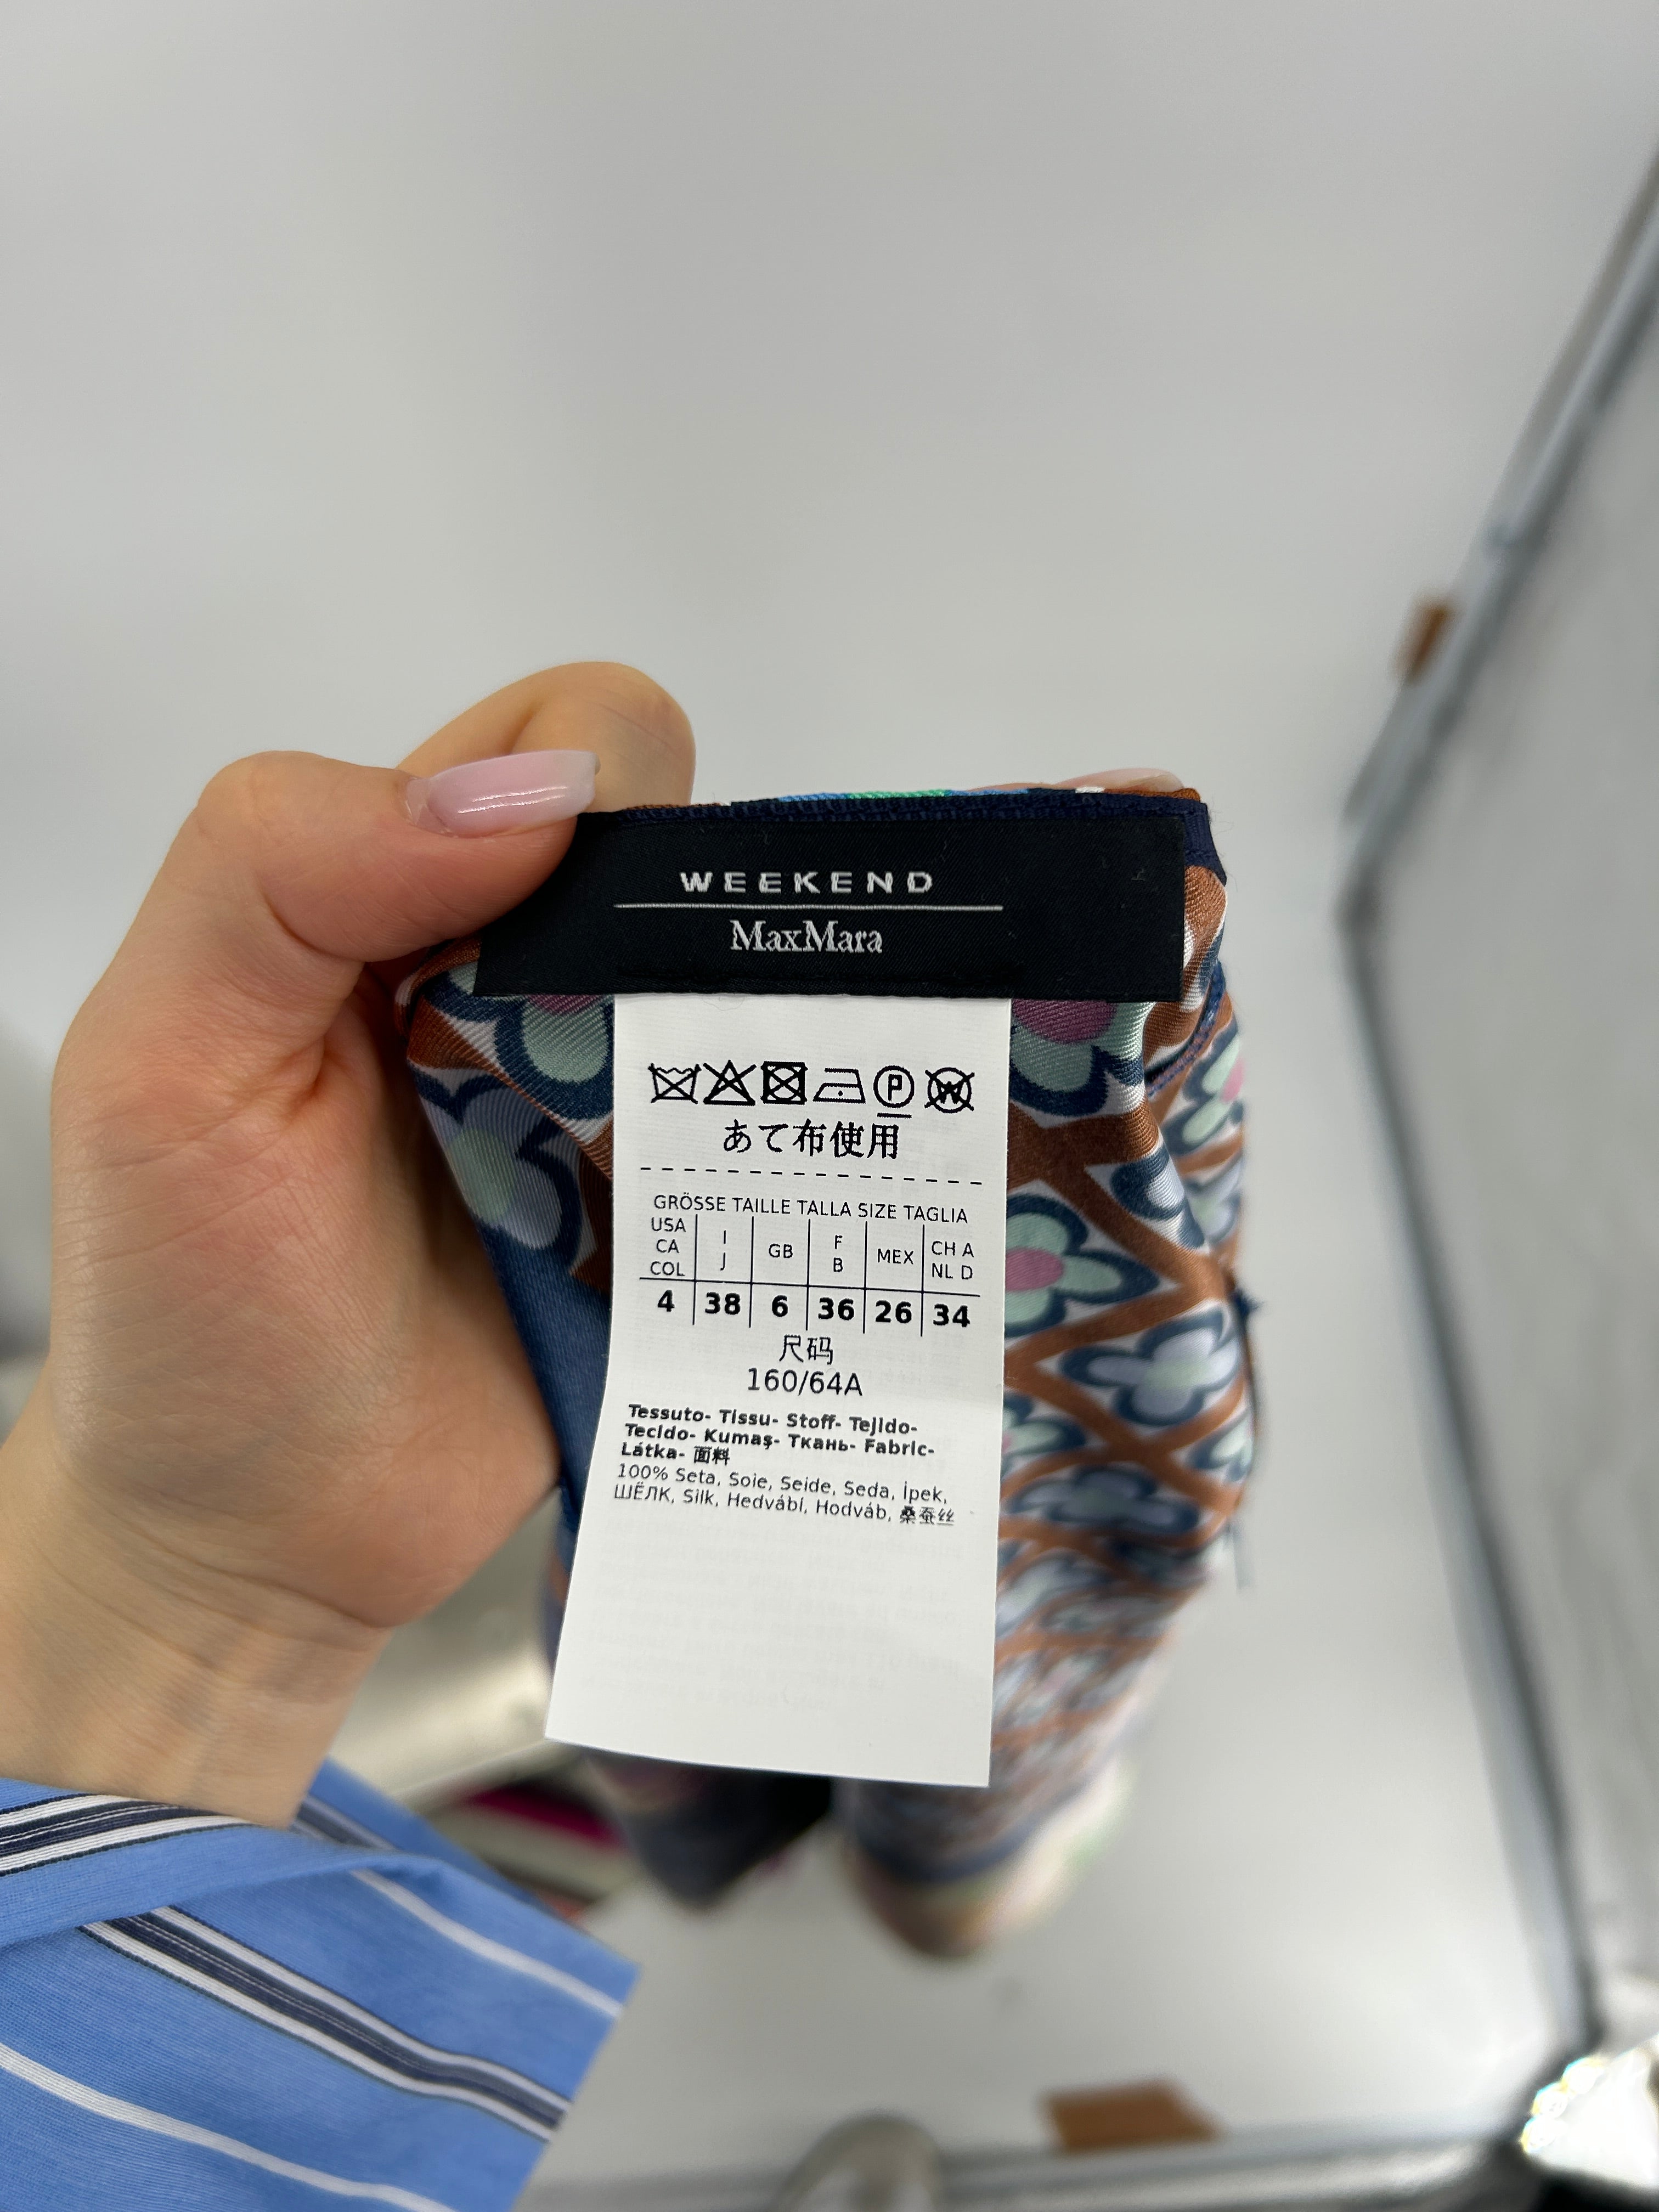 WEEKEND
MaxMara
P W
あて布使用
GRÖSSE TAILLE TALLA SIZE TAGLIA
USA CA COL | I J | GB | F B | MEX | CH A NL D
4 | 38 | 6 | 36 | 26 | 34
尺码
160/64A
Tessuto- Tissu- Stoff- Tejido-
Tecido- Kumaş- Ткань- Fabric-
Látka- 面料
100% Seta, Soie, Seide, Seda, İpek,
ШЁЛК, Silk, Hedvábí, Hodváb, 桑蚕丝